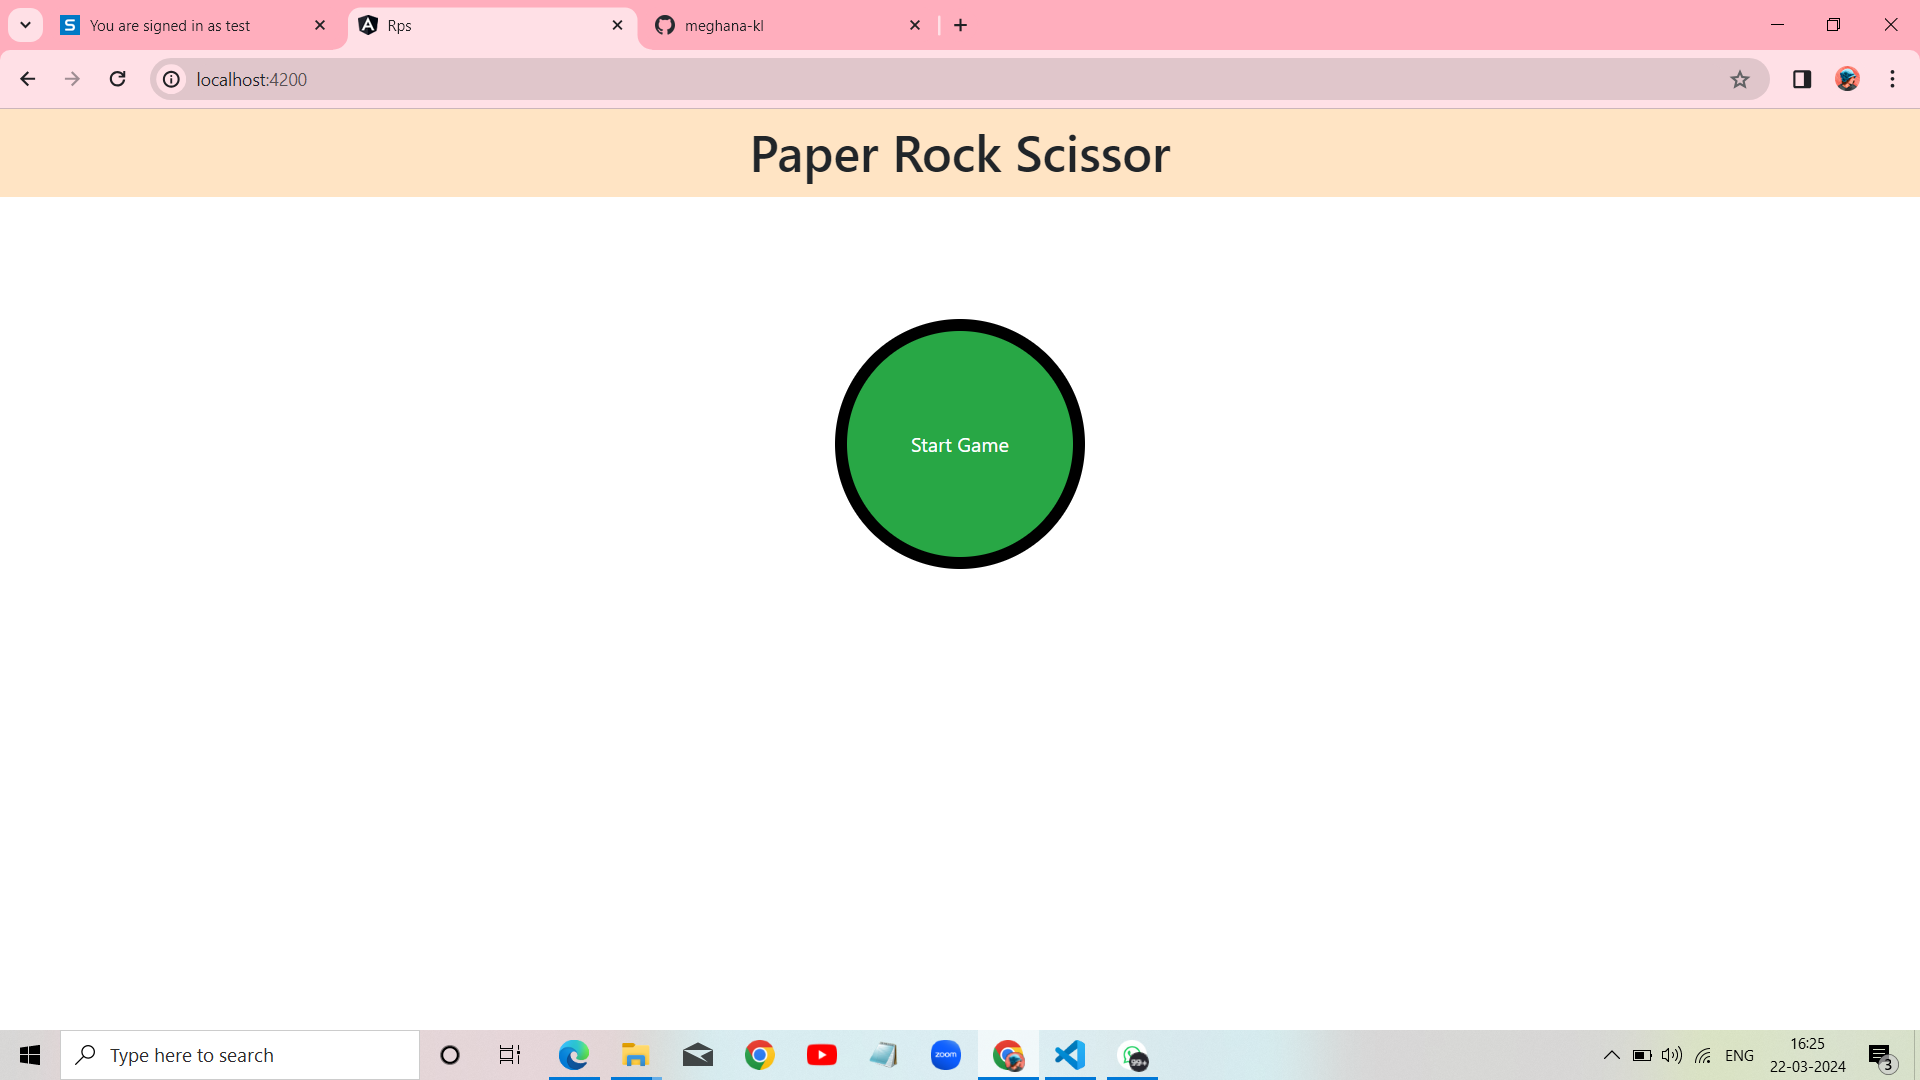 You are signed in as test
Rps
meghana-kl
localhost:4200
Paper Rock Scissor
Start Game
Type here to search
zoom
99+
ENG
16:25
22-03-2024
3